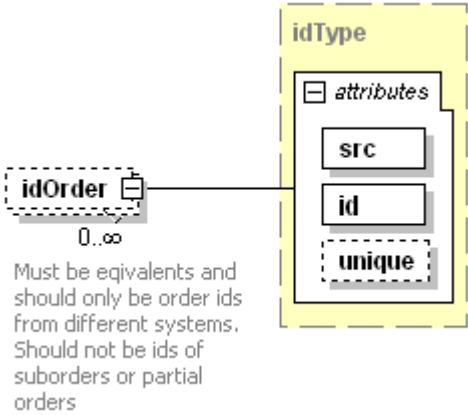 idType
attributes
src
idOrder
id
0..∞
unique
Must be eqivalents and
should only be order ids
from different systems.
Should not be ids of
suborders or partial
orders